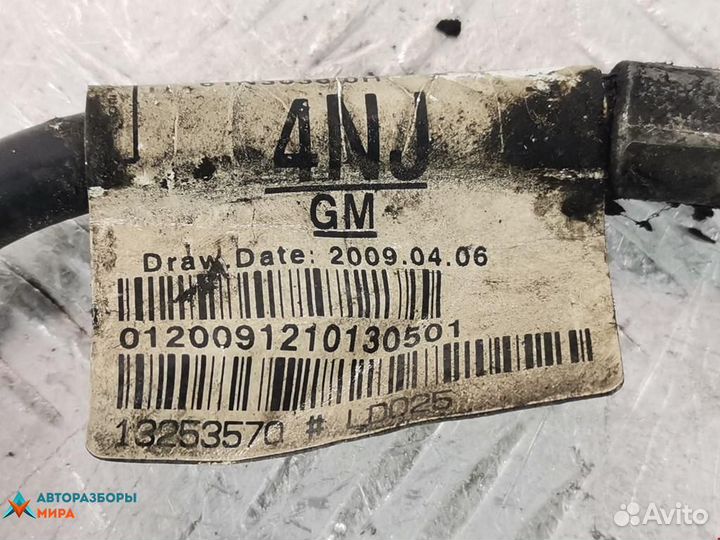 4NJ
GM
Draw Date: 2009.04.06
0120091210130501
13253570 # LD025
АВТОРАЗБОРЫ
МИРА
Avito